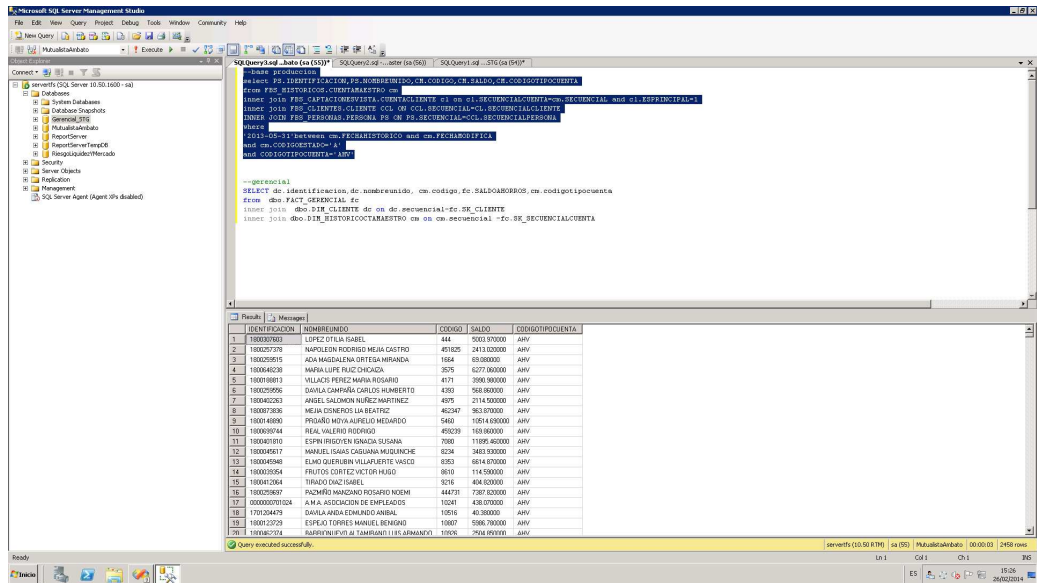 Microsoft SQL Server Management Studio
File Edit View Query Project Debug Tools Window Community Help
New Query
MutualistaAmbato Execute
Object Explorer
Connect
serverfs (SQL Server 10.50.1600 - sa)
Databases
System Databases
Database Snapshots
Gerencial_STG
MutualistaAmbato
ReportServer
ReportServerTempDB
RiesgoLiquidezYMercado
Security
Server Objects
Replication
Management
SQL Server Agent (Agent XPs disabled)
SQLQuery3.sql ...bato (sa (55))* SQLQuery2.sql -...aster (sa (56)) SQLQuery1.sql ...STG (sa (54))*
--base produccion
select PS.IDENTIFICACION,PS.NOMBREUNIDO,CM.CODIGO,CM.SALDO,CM.CODIGOTIPOCUENTA
from FBS_HISTORICOS.CUENTAMAESTRO cm
inner join FBS_CAPTACIONESVISTA.CUENTACLIENTE cl on cl.SECUENCIALCUENTA=cm.SECUENCIAL and cl.ESPRINCIPAL=1
inner join FBS_CLIENTES.CLIENTE CCL ON CCL.SECUENCIAL=CL.SECUENCIALCLIENTE
INNER JOIN FBS_PERSONAS.PERSONA PS ON PS.SECUENCIAL=CCL.SECUENCIALPERSONA
where
'2013-05-31'between cm.FECHAHISTORICO and cm.FECHAMODIFICA
and cm.CODIGOESTADO='A'
and CODIGOTIPOCUENTA='AHV'
--gerencial
SELECT dc.identificacion,dc.nombreunido, cm.codigo,fc.SALDOAHORROS,cm.codigotipocuenta
from dbo.FACT_GERENCIAL fc
inner join dbo.DIM_CLIENTE dc on dc.secuencial=fc.SK_CLIENTE
inner join dbo.DIM_HISTORICOCTAMAESTRO cm on cm.secuencial =fc.SK_SECUENCIALCUENTA
Results Messages
IDENTIFICACION NOMBREUNIDO CODIGO SALDO CODIGOTIPOCUENTA
1 1800307603 LOPEZ OTILIA ISABEL 444 5003.970000 AHV
2 1800257378 NAPOLEON RODRIGO MEJIA CASTRO 451825 2413.020000 AHV
3 1800259515 ADA MAGDALENA ORTEGA MIRANDA 1664 69.080000 AHV
4 1800648238 MARIA LUPE RUIZ CHICAIZA 3575 6277.060000 AHV
5 1800188813 VILLACIS PEREZ MARIA ROSARIO 4171 3990.980000 AHV
6 1800259556 DAVILA CAMPAÑA CARLOS HUMBERTO 4393 568.860000 AHV
7 1800402263 ANGEL SALOMON NUÑEZ MARTINEZ 4975 2114.500000 AHV
8 1800873836 MEJIA CISNEROS LIA BEATRIZ 462347 963.870000 AHV
9 1800148890 PROAÑO MOYA AURELIO MEDARDO 5460 10514.690000 AHV
10 1800699744 REAL VALERIO RODRIGO 459239 169.860000 AHV
11 1800401810 ESPIN IRIGOYEN IGNACIA SUSANA 7080 11895.460000 AHV
12 1800045617 MANUEL ISAIAS CAGUANA MUQUINCHE 8234 3483.930000 AHV
13 1800045948 ELMO QUERUBIN VILLAFUERTE VASCO 8353 6614.870000 AHV
14 1800039354 FRUTOS CORTEZ VICTOR HUGO 8610 114.590000 AHV
15 1800412064 TIRADO DIAZ ISABEL 9216 404.820000 AHV
16 1800259697 PAZMIÑO MANZANO ROSARIO NOEMI 444731 7387.820000 AHV
17 0000000701024 A.M.A. ASOCIACION DE EMPLEADOS 10241 438.070000 AHV
18 1701204479 DAVILA ANDA EDMUNDO ANIBAL 10516 40.380000 AHV
19 1800123729 ESPEJO TORRES MANUEL BENIGNO 10807 5986.780000 AHV
20 1800462374 BARRIONUEVO ALTAMIRANO LUIS ARMANDO 10926 2504.890000 AHV
Query executed successfully. serverfs (10.50 RTM) sa (55) MutualistaAmbato 00:00:03 2458 rows
Ready Ln 1 Col 1 Ch 1 INS
Inicio ES 15:26
26/02/2014